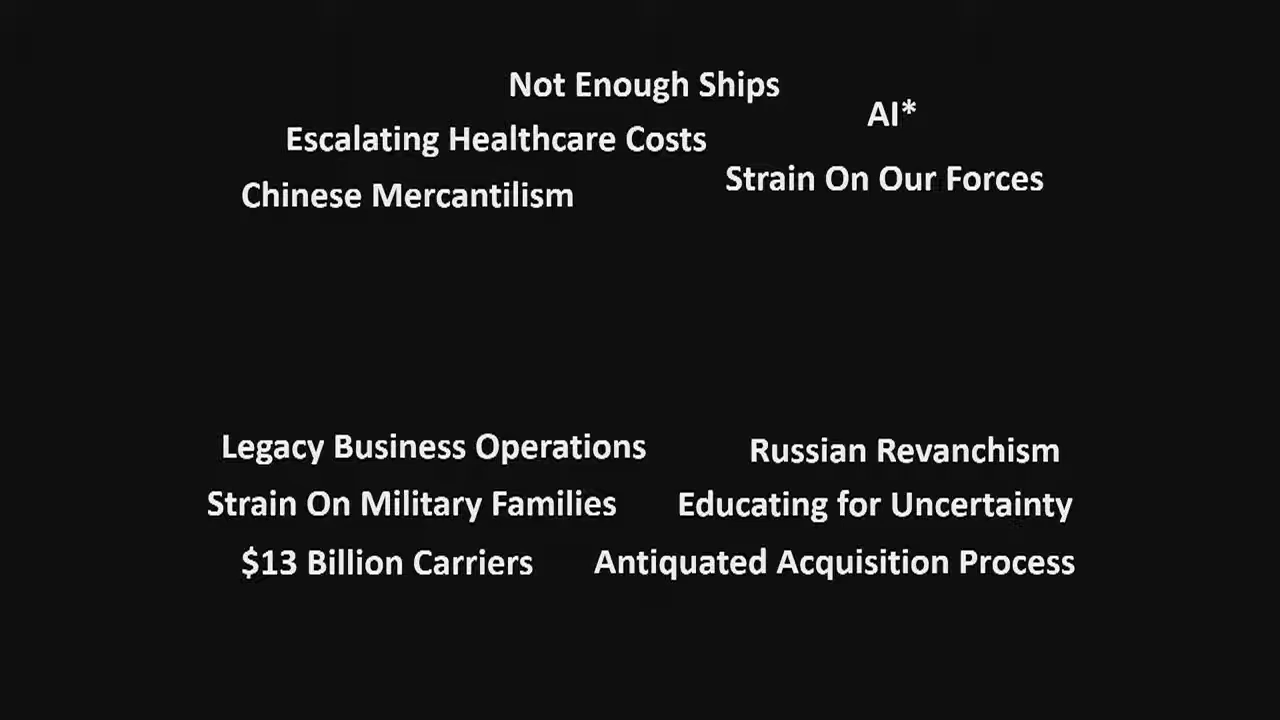 Not Enough Ships
AI*
Escalating Healthcare Costs
Strain On Our Forces
Chinese Mercantilism
Legacy Business Operations
Russian Revanchism
Strain On Military Families
Educating for Uncertainty
$13 Billion Carriers
Antiquated Acquisition Process